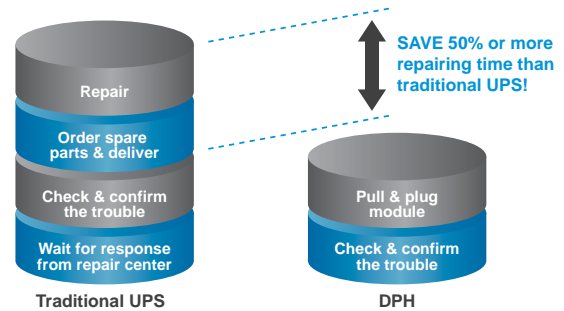 SAVE 50% or more
repairing time than
traditional UPS!
Repair
Order spare
parts & deliver
Check & confirm
the trouble
Wait for response
from repair center
Traditional UPS
Pull & plug
module
Check & confirm
the trouble
DPH